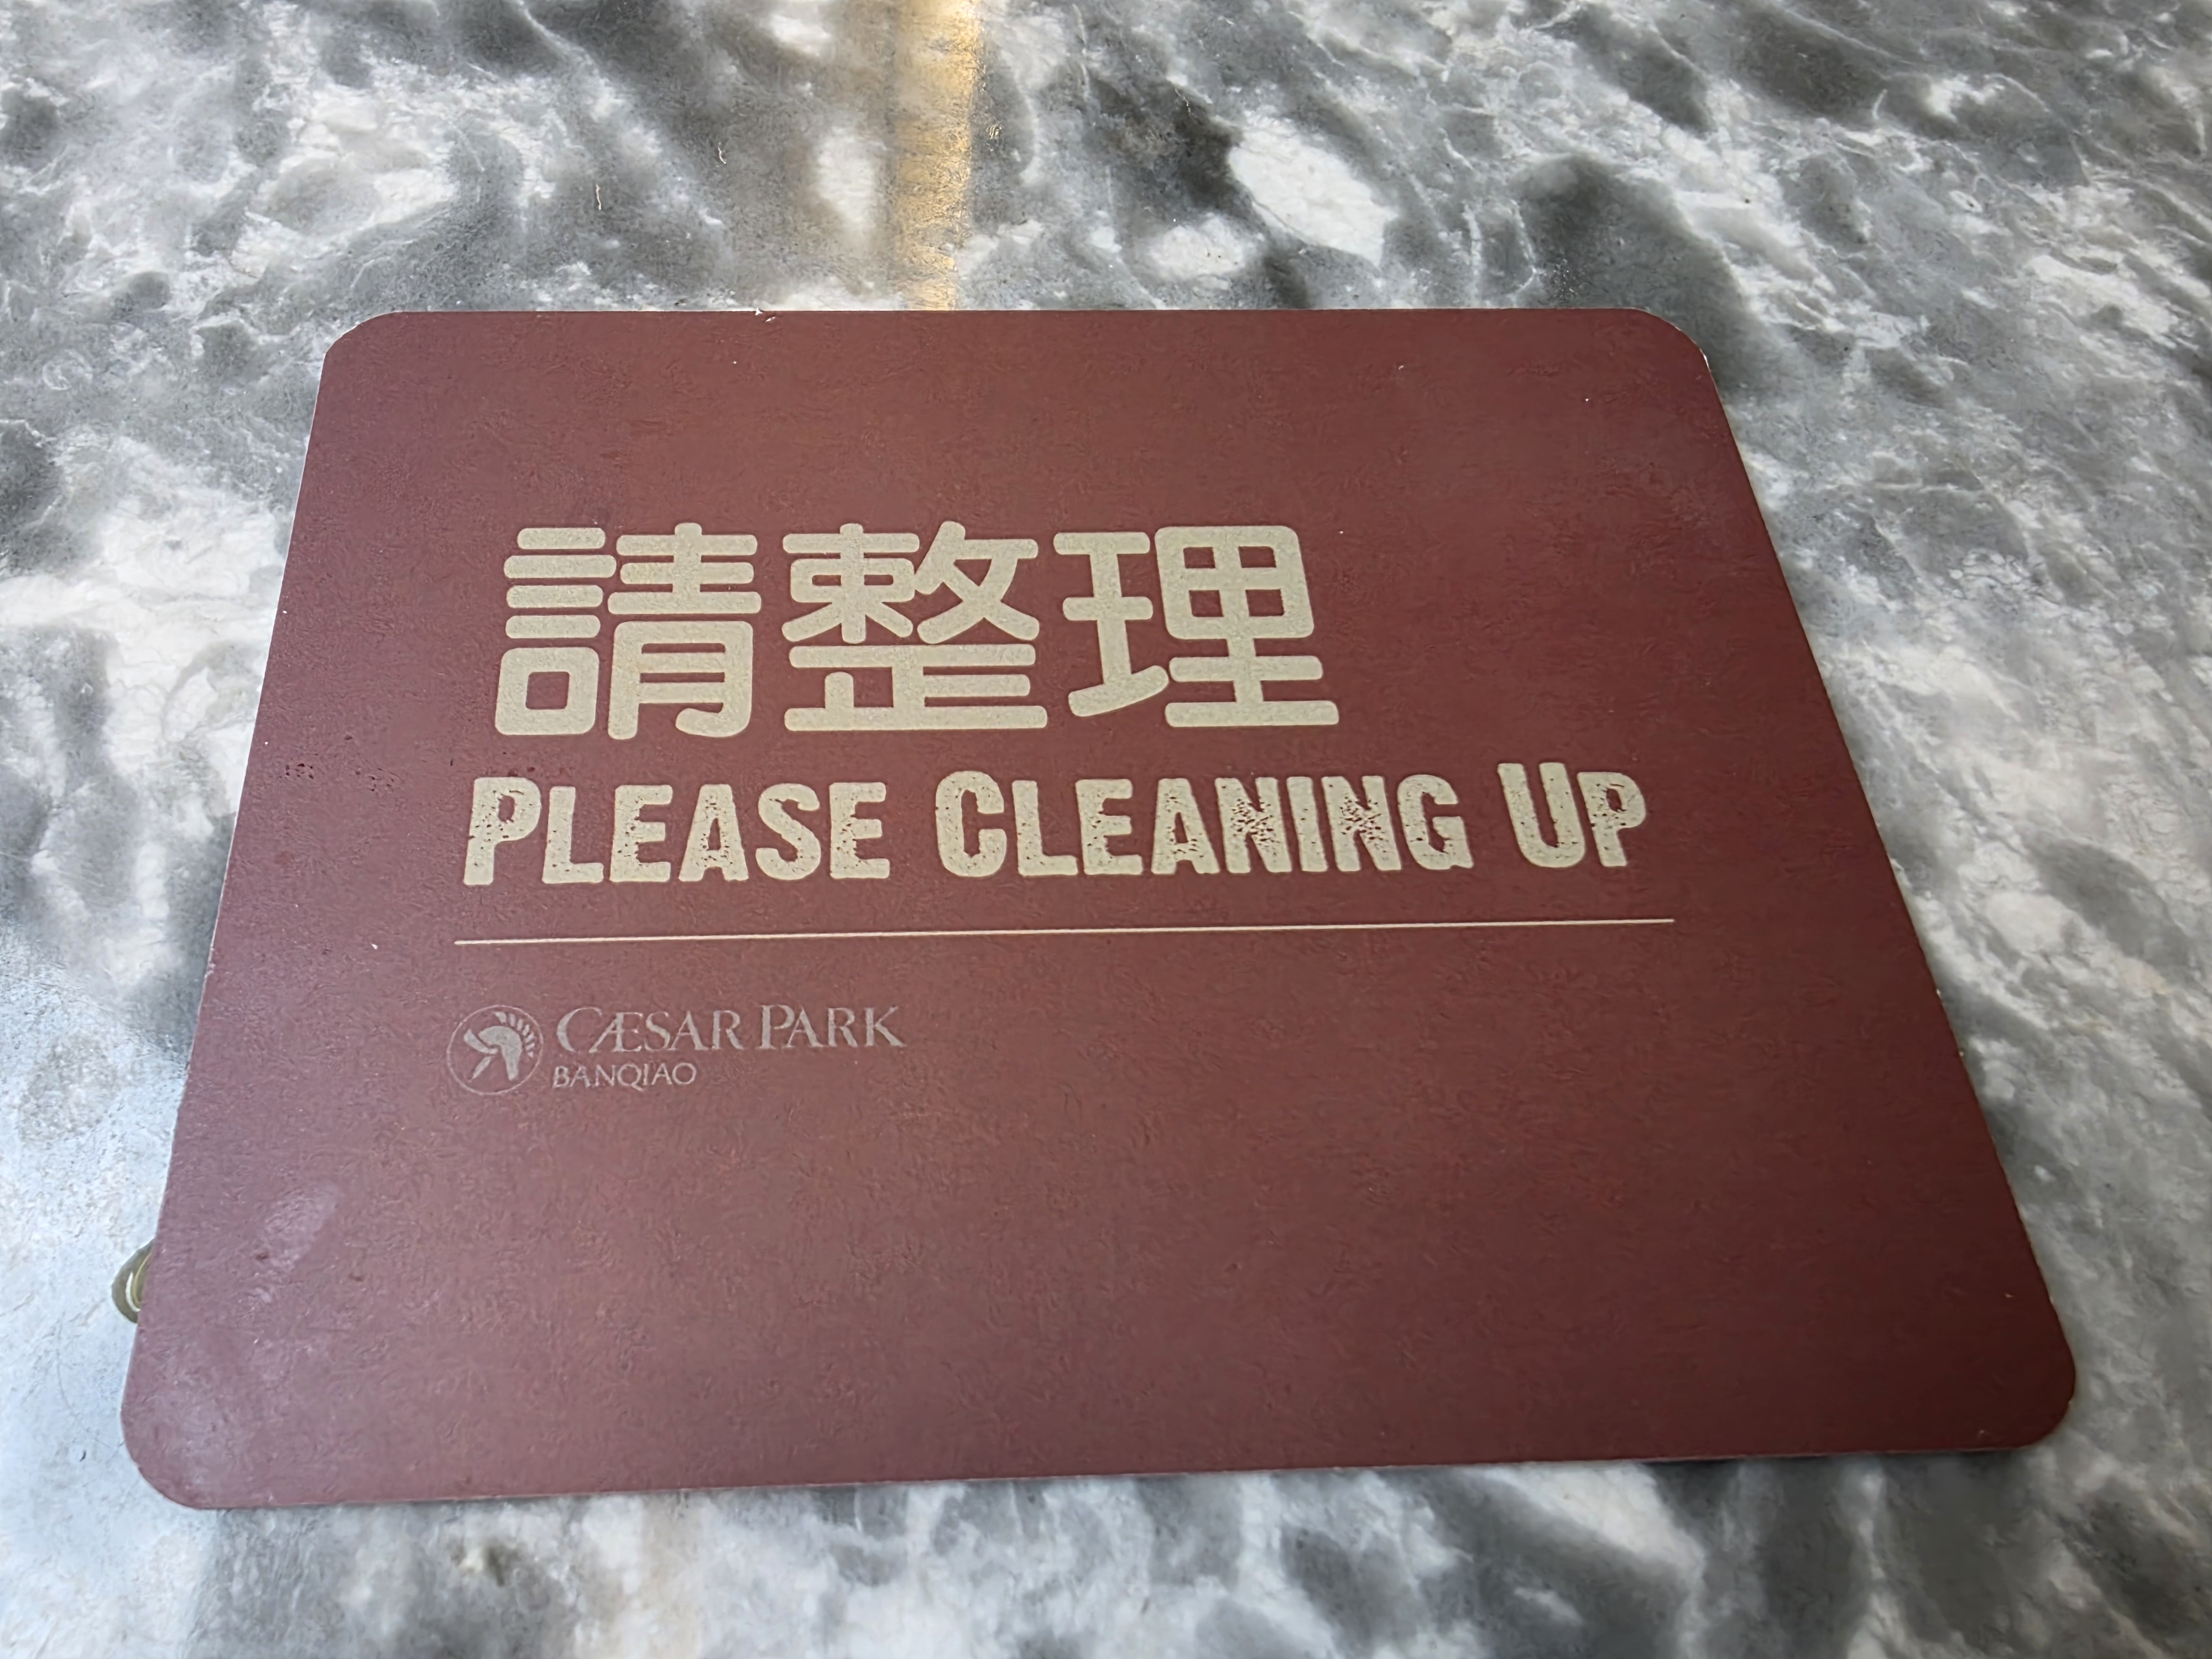 請整理
PLEASE CLEANING UP
CÆSAR PARK
BANQIAO